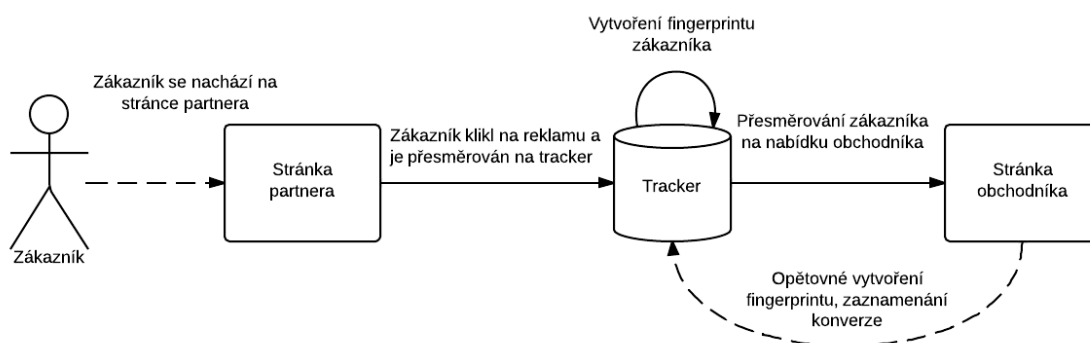 Vytvoření fingerprintu
zákazníka
Zákazník se nachází na
stránce partnera
Zákazník klikl na reklamu a
je přesměrován na tracker
Přesměrování zákazníka
na nabídku obchodníka
Stránka
partnera
Tracker
Stránka
obchodníka
Zákazník
Opětovné vytvoření
fingerprintu, zaznamenání
konverze